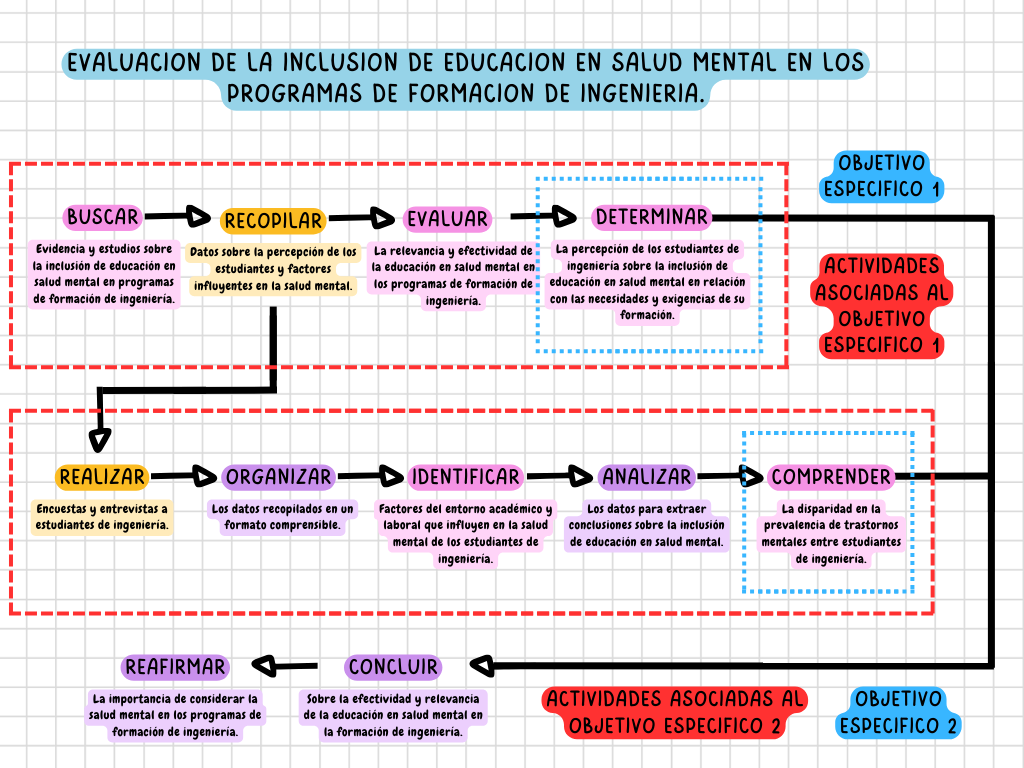 EVALUACION DE LA INCLUSION DE EDUCACION EN SALUD MENTAL EN LOS
PROGRAMAS DE FORMACION DE INGENIERIA.
OBJETIVO
ESPECIFICO 1
BUSCAR
Evidencia y estudios sobre
la inclusión de educación en
salud mental en programas
de formación de ingeniería.
RECOPILAR
Datos sobre la percepción de los
estudiantes y factores
influyentes en la salud mental.
EVALUAR
La relevancia y efectividad de
la educación en salud mental en
los programas de formación de
ingeniería.
DETERMINAR
La percepción de los estudiantes de
ingeniería sobre la inclusión de
educación en salud mental en relación
con las necesidades y exigencias de su
formación.
ACTIVIDADES
ASOCIADAS AL
OBJETIVO
ESPECIFICO 1
REALIZAR
Encuestas y entrevistas a
estudiantes de ingeniería.
ORGANIZAR
Los datos recopilados en un
formato comprensible.
IDENTIFICAR
Factores del entorno académico y
laboral que influyen en la salud
mental de los estudiantes de
ingeniería.
ANALIZAR
Los datos para extraer
conclusiones sobre la inclusión
de educación en salud mental.
COMPRENDER
La disparidad en la
prevalencia de trastornos
mentales entre estudiantes
de ingeniería.
REAFIRMAR
La importancia de considerar la
salud mental en los programas de
formación de ingeniería.
CONCLUIR
Sobre la efectividad y relevancia
de la educación en salud mental en
la formación de ingeniería.
ACTIVIDADES ASOCIADAS AL
OBJETIVO ESPECIFICO 2
OBJETIVO
ESPECIFICO 2